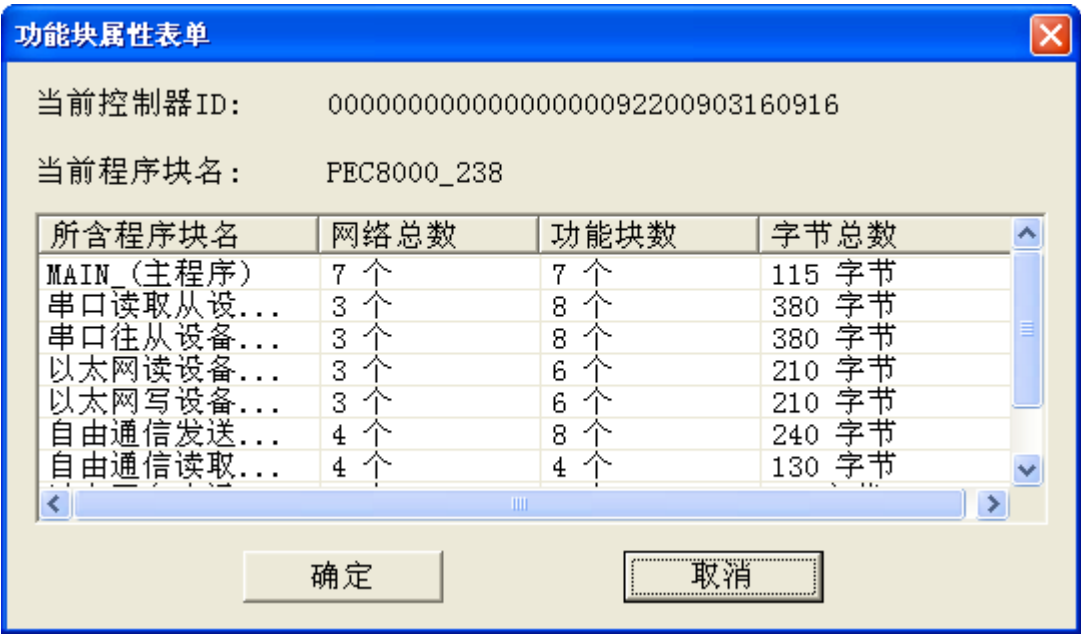 功能块属性表单
当前控制器ID: 00000000000000000922009031609​16
当前程序块名: PEC8000_238
所含程序块名 网络总数 功能块数 字节总数
MAIN_(主程序) 7 个 7 个 115 字节
串口读取从设... 3 个 8 个 380 字节
串口往从设备... 3 个 8 个 380 字节
以太网读设备... 3 个 6 个 210 字节
以太网写设备... 3 个 6 个 210 字节
自由通信发送... 4 个 8 个 240 字节
自由通信读取... 4 个 4 个 130 字节
确定 取消